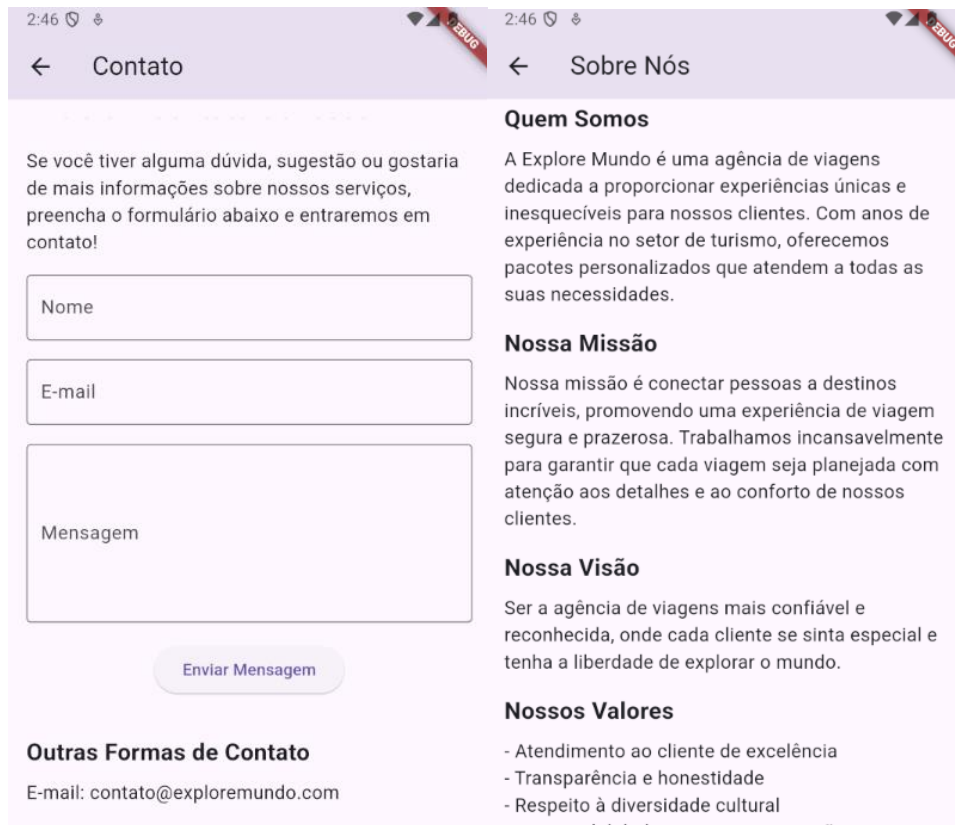 2:46
Contato
Se você tiver alguma dúvida, sugestão ou gostaria
de mais informações sobre nossos serviços,
preencha o formulário abaixo e entraremos em
contato!
Nome
E-mail
Mensagem
Enviar Mensagem
Outras Formas de Contato
E-mail: contato@exploremundo.com
2:46
Sobre Nós
Quem Somos
A Explore Mundo é uma agência de viagens
dedicada a proporcionar experiências únicas e
inesquecíveis para nossos clientes. Com anos de
experiência no setor de turismo, oferecemos
pacotes personalizados que atendem a todas as
suas necessidades.
Nossa Missão
Nossa missão é conectar pessoas a destinos
incríveis, promovendo uma experiência de viagem
segura e prazerosa. Trabalhamos incansavelmente
para garantir que cada viagem seja planejada com
atenção aos detalhes e ao conforto de nossos
clientes.
Nossa Visão
Ser a agência de viagens mais confiável e
reconhecida, onde cada cliente se sinta especial e
tenha a liberdade de explorar o mundo.
Nossos Valores
- Atendimento ao cliente de excelência
- Transparência e honestidade
- Respeito à diversidade cultural